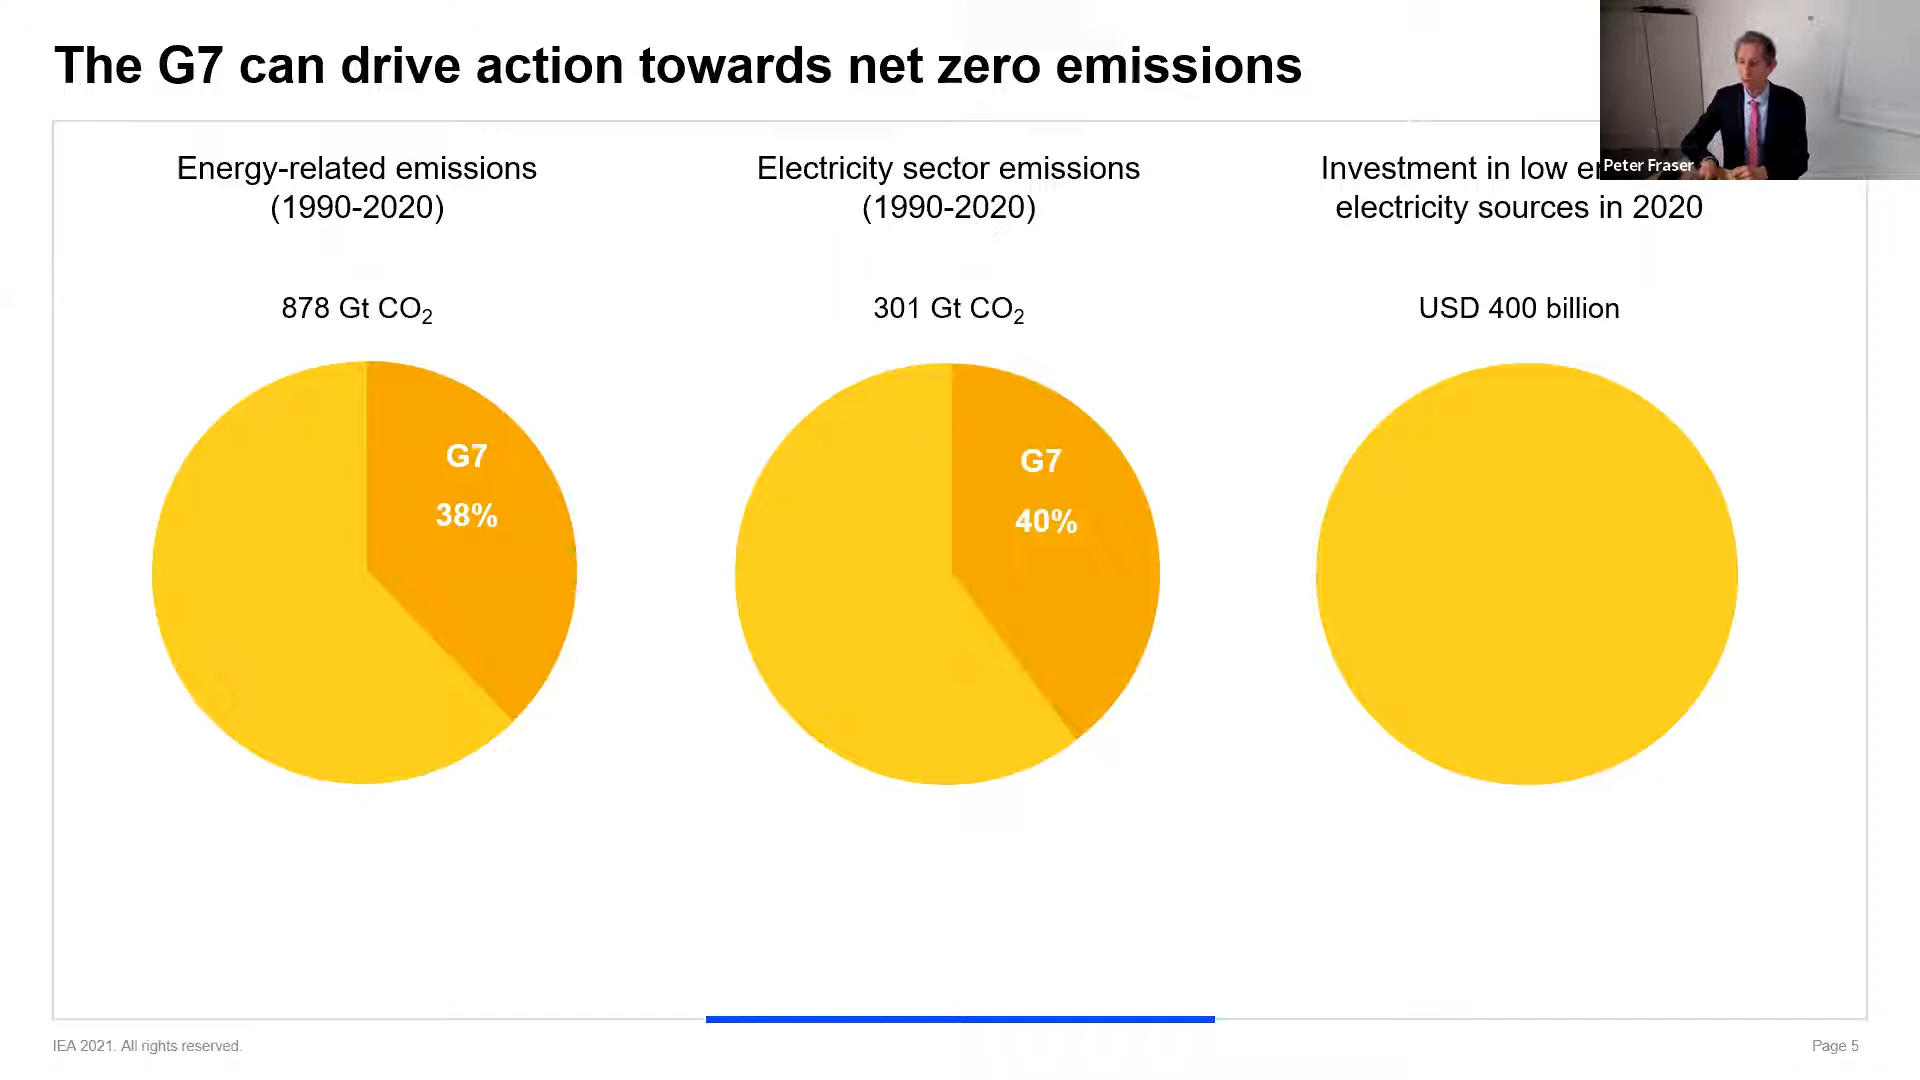 The G7 can drive action towards net zero emissions
Peter Fraser
Energy-related emissions
(1990-2020)
878 Gt CO₂
G7
38%
Electricity sector emissions
(1990-2020)
301 Gt CO₂
G7
40%
Investment in low
electricity sources in 2020
USD 400 billion
IEA 2021. All rights reserved.
Page 5